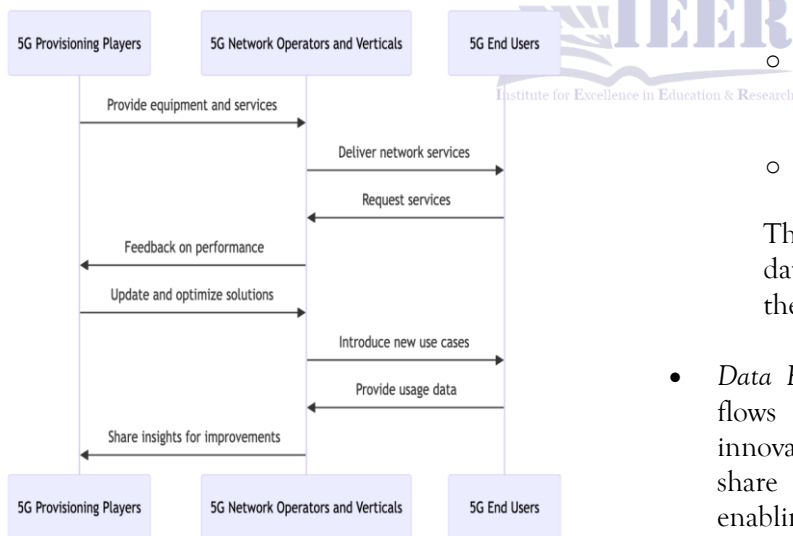 IEER
Institute for Excellence in Education & Research
5G Provisioning Players
5G Network Operators and Verticals
5G End Users
Provide equipment and services
Deliver network services
Request services
Feedback on performance
Update and optimize solutions
Introduce new use cases
Provide usage data
Share insights for improvements
5G Provisioning Players
5G Network Operators and Verticals
5G End Users
Data
flows
share